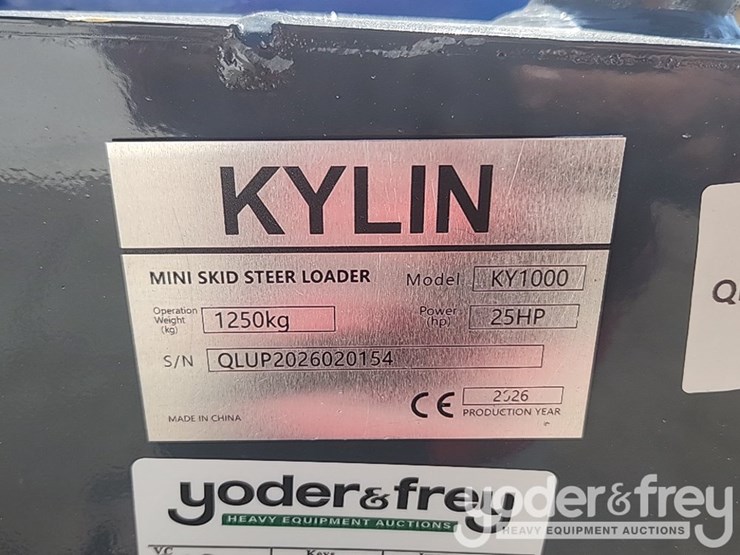 KYLIN
MINI SKID STEER LOADER Model KY1000
Operation Weight (kg) 1250kg Power (hp) 25HP
S/N QLUP2026020154
MADE IN CHINA CE 2026 PRODUCTION YEAR
yoder&frey
HEAVY EQUIPMENT AUCTIONS
yoder&frey
HEAVY EQUIPMENT AUCTIONS